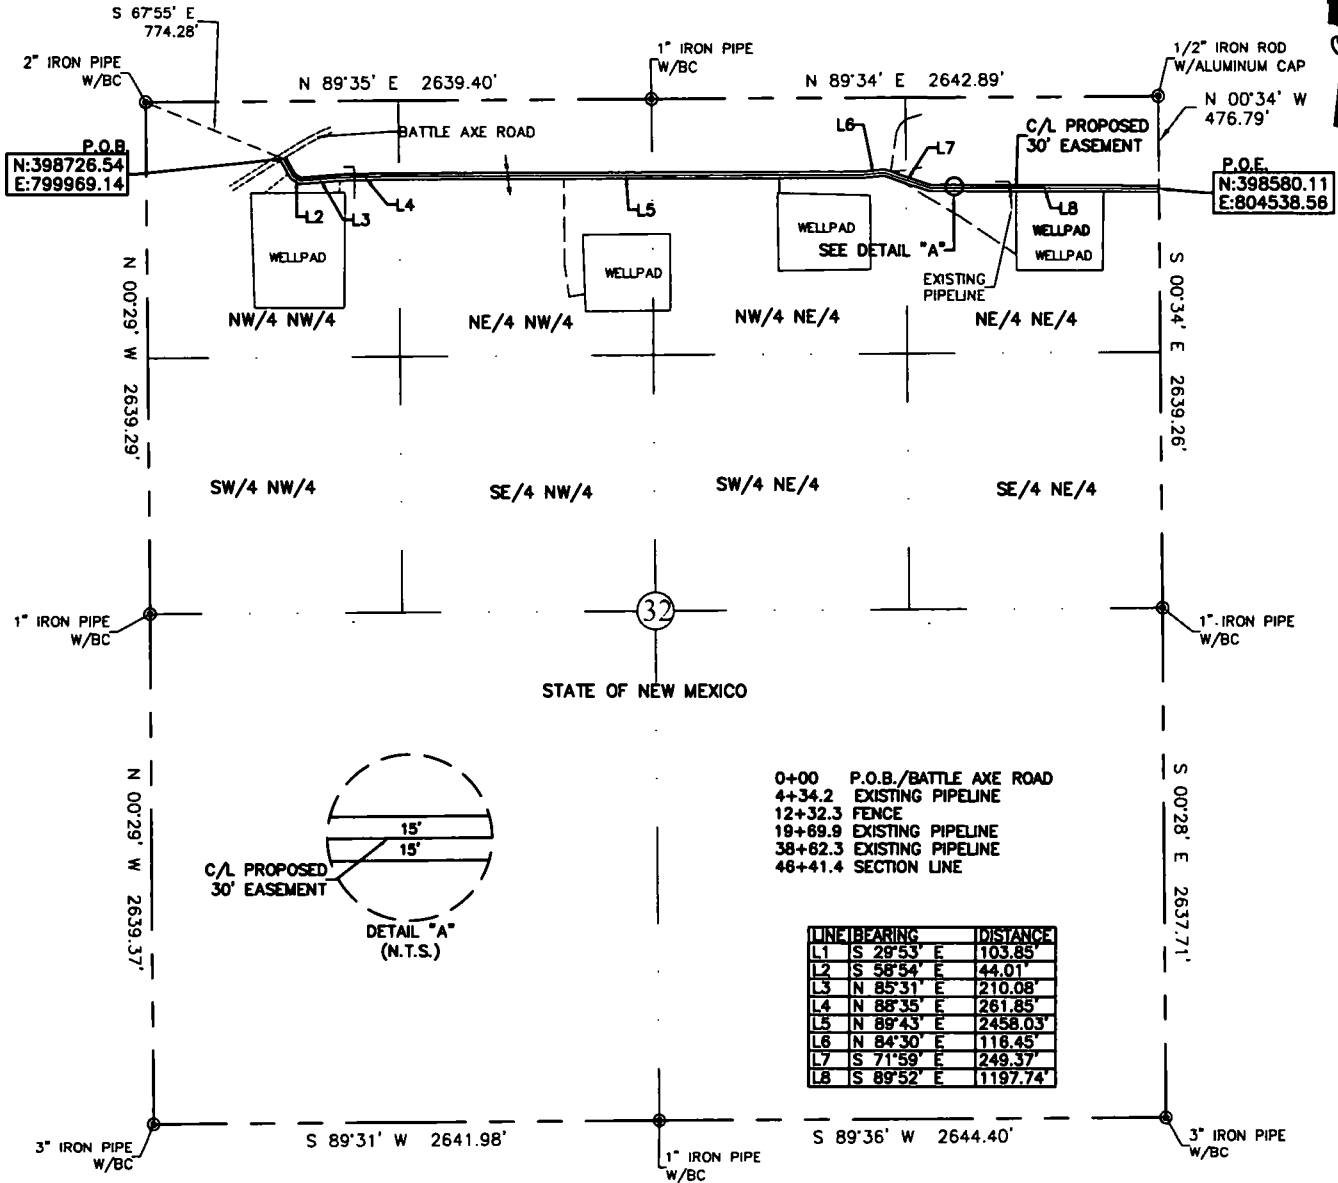 S 67°55' E
774.28'
2" IRON PIPE
W/BC
N 89°35' E 2639.40'
1" IRON PIPE
W/BC
N 89°34' E 2642.89'
1/2" IRON ROD
W/ALUMINUM CAP
N 00°34' W
476.79'
BATTLE AXE ROAD
L6
L7
C/L PROPOSED
30' EASEMENT
P.O.B.
N:398726.54
E:799969.14
P.O.E.
N:398580.11
E:804538.56
L2
L3
L4
L5
L8
WELLPAD
WELLPAD
WELLPAD
WELLPAD
WELLPAD
SEE DETAIL "A"
EXISTING
PIPELINE
NW/4 NW/4
NE/4 NW/4
NW/4 NE/4
NE/4 NE/4
N 00°29' W 2639.29'
S 00°34' E 2639.26'
SW/4 NW/4
SE/4 NW/4
SW/4 NE/4
SE/4 NE/4
1" IRON PIPE
W/BC
32
1" IRON PIPE
W/BC
STATE OF NEW MEXICO
N 00°29' W 2639.37'
S 00°28' E 2637.71'
0+00 P.O.B./BATTLE AXE ROAD
4+34.2 EXISTING PIPELINE
12+32.3 FENCE
19+69.9 EXISTING PIPELINE
38+62.3 EXISTING PIPELINE
46+41.4 SECTION LINE
15'
15'
C/L PROPOSED
30' EASEMENT
DETAIL "A"
(N.T.S.)
LINE BEARING DISTANCE
L1 S 29°53' E 103.85'
L2 S 58°54' E 44.01'
L3 N 85°31' E 210.08'
L4 N 88°35' E 261.85'
L5 N 89°43' E 2458.03'
L6 N 84°30' E 116.45'
L7 S 71°59' E 249.37'
L8 S 89°52' E 1197.74'
3" IRON PIPE
W/BC
S 89°31' W 2641.98'
1" IRON PIPE
W/BC
S 89°36' W 2644.40'
3" IRON PIPE
W/BC